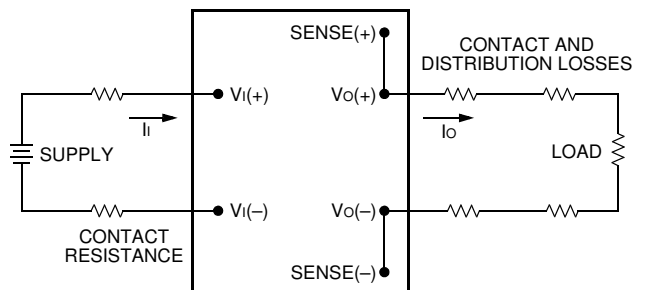 SENSE(+)
CONTACT AND
DISTRIBUTION LOSSES
VI(+)
VO(+)
II
IO
SUPPLY
LOAD
VI(–)
VO(–)
CONTACT
RESISTANCE
SENSE(–)